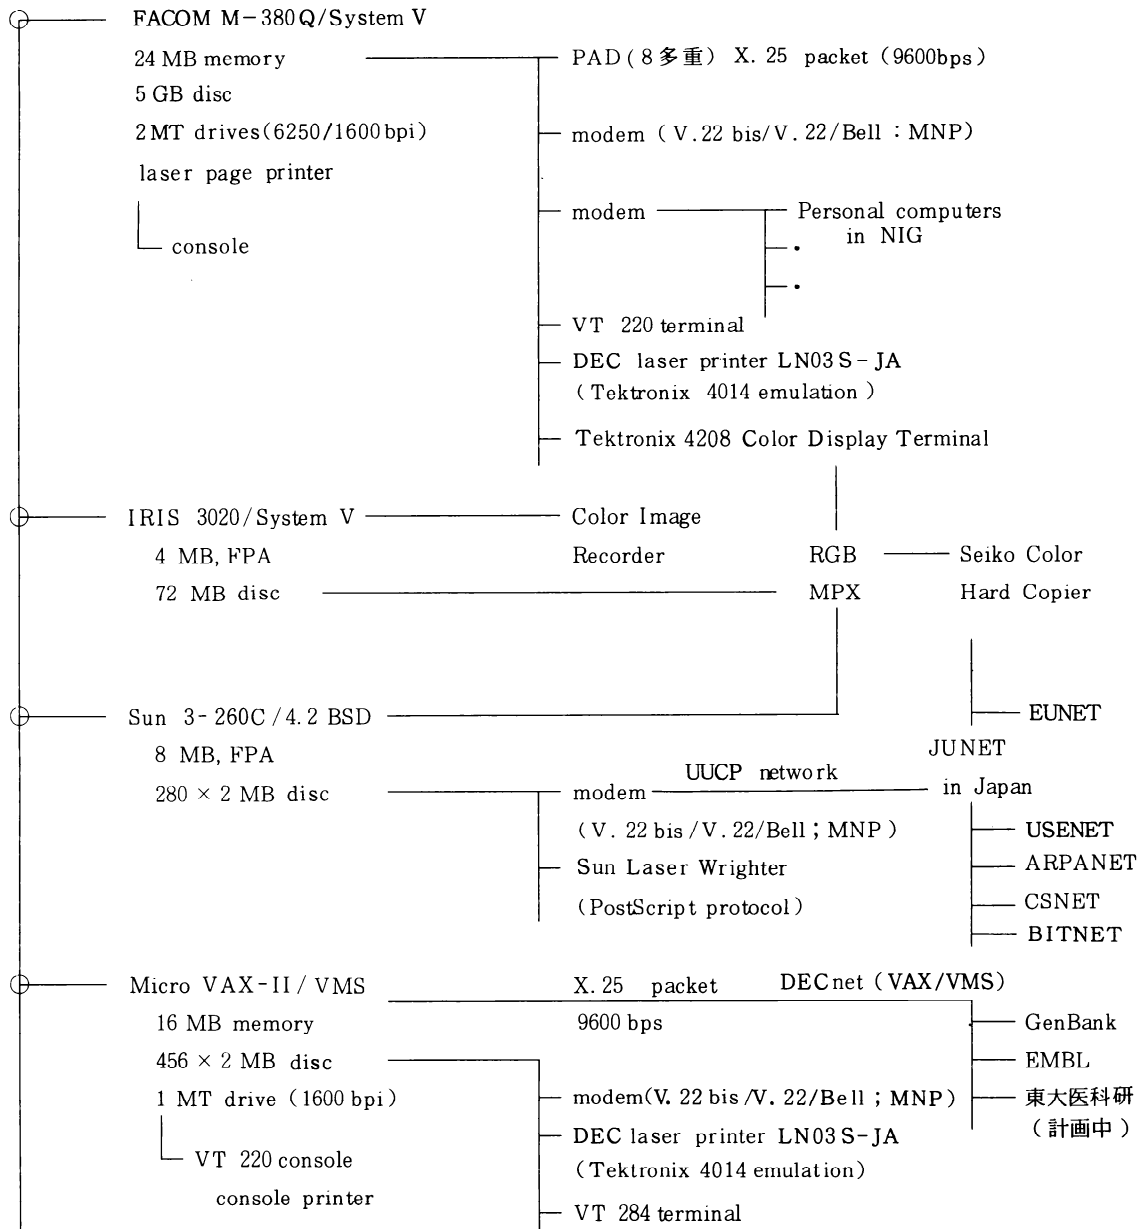 FACOM M-380Q/System V
24 MB memory
PAD(8多重) X.25 packet (9600bps)
5 GB disc
2MT drives(6250/1600bpi)
modem (V.22 bis/V.22/Bell:MNP)
laser page printer
modem
Personal computers
in NIG
console
VT 220 terminal
DEC laser printer LN03S-JA
(Tektronix 4014 emulation)
Tektronix 4208 Color Display Terminal
IRIS 3020/System V
Color Image
4 MB, FPA
Recorder
RGB
Seiko Color
72 MB disc
MPX
Hard Copier
Sun 3-260C/4.2 BSD
EUNET
8 MB, FPA
JUNET
UUCP network
280 × 2 MB disc
modem
in Japan
(V.22 bis/V.22/Bell;MNP)
USENET
Sun Laser Wrighter
ARPANET
(PostScript protocol)
CSNET
BITNET
Micro VAX-II/VMS
X.25 packet
DECnet (VAX/VMS)
16 MB memory
9600 bps
GenBank
456 × 2 MB disc
EMBL
1 MT drive (1600 bpi)
modem(V.22 bis/V.22/Bell;MNP)
東大医科研
(計画中)
DEC laser printer LN03S-JA
VT 220 console
(Tektronix 4014 emulation)
console printer
VT 284 terminal